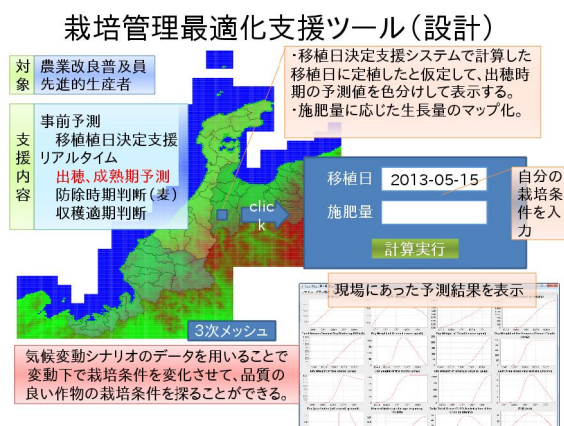 栽培管理最適化支援ツール（設計）
対象
農業改良普及員
先進的生産者
・移植日決定支援システムで計算した
移植日に定植したと仮定して、出穂時
期の予測値を色分けして表示する。
・施肥量に応じた生長量のマップ化。
支援内容
事前予測
移植植日決定支援
リアルタイム
出穂、成熟期予測
防除時期判断（麦）
収穫適期判断
clic
k
移植日
2013-05-15
施肥量
計算実行
自分の
栽培条
件を入
力
現場にあった予測結果を表示
3次メッシュ
気候変動シナリオのデータを用いることで
変動下で栽培条件を変化させて、品質の
良い作物の栽培条件を探ることができる。